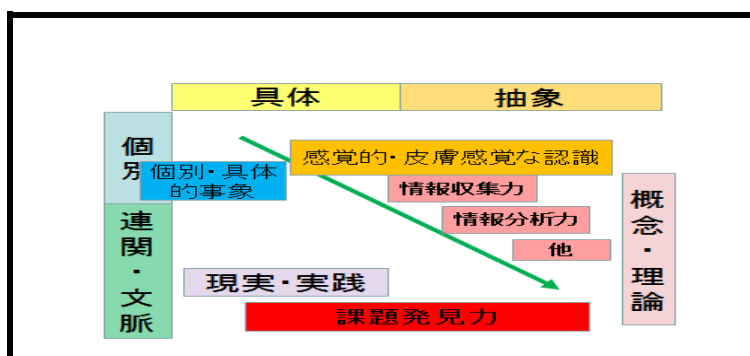 具体
抽象
個別
感覚的・皮膚感覚な認識
個別・具体
的事象
情報収集力
情報分析力
他
連関・文脈
概念・理論
現実・実践
課題発見力